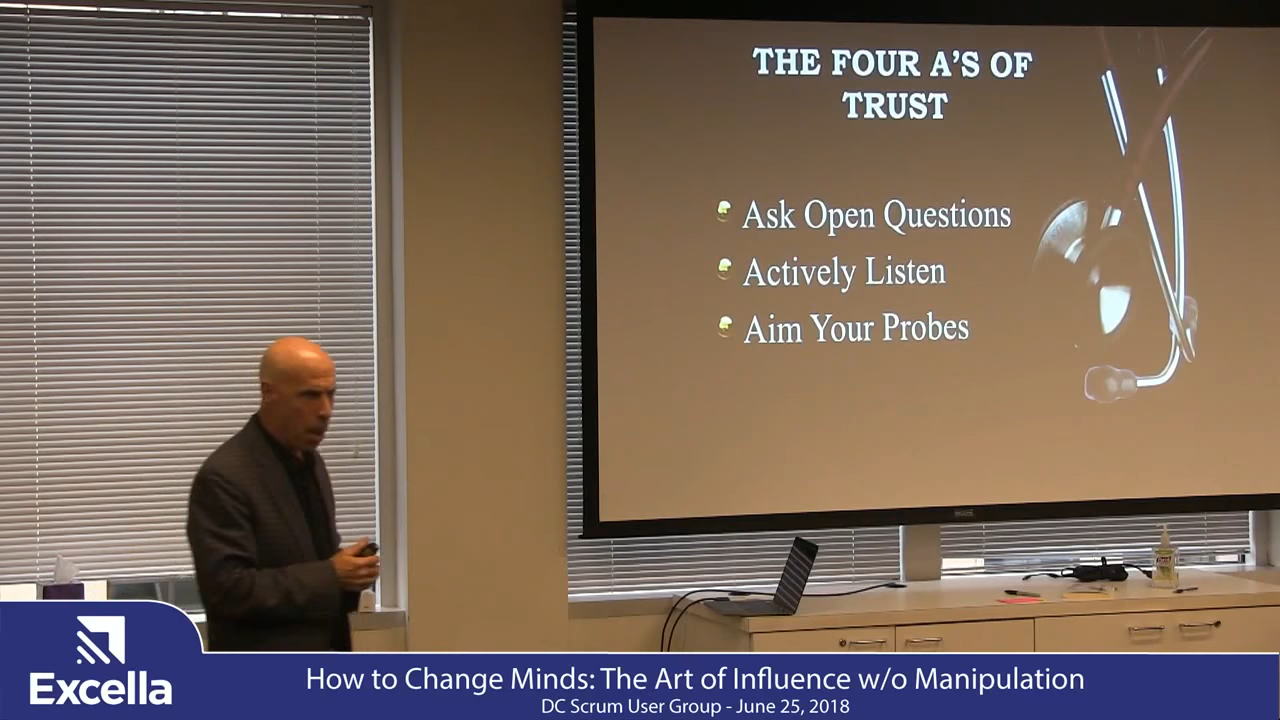 THE FOUR A'S OF
TRUST
Ask Open Questions
Actively Listen
Aim Your Probes
Excella
How to Change Minds: The Art of Influence w/o Manipulation
DC Scrum User Group - June 25, 2018